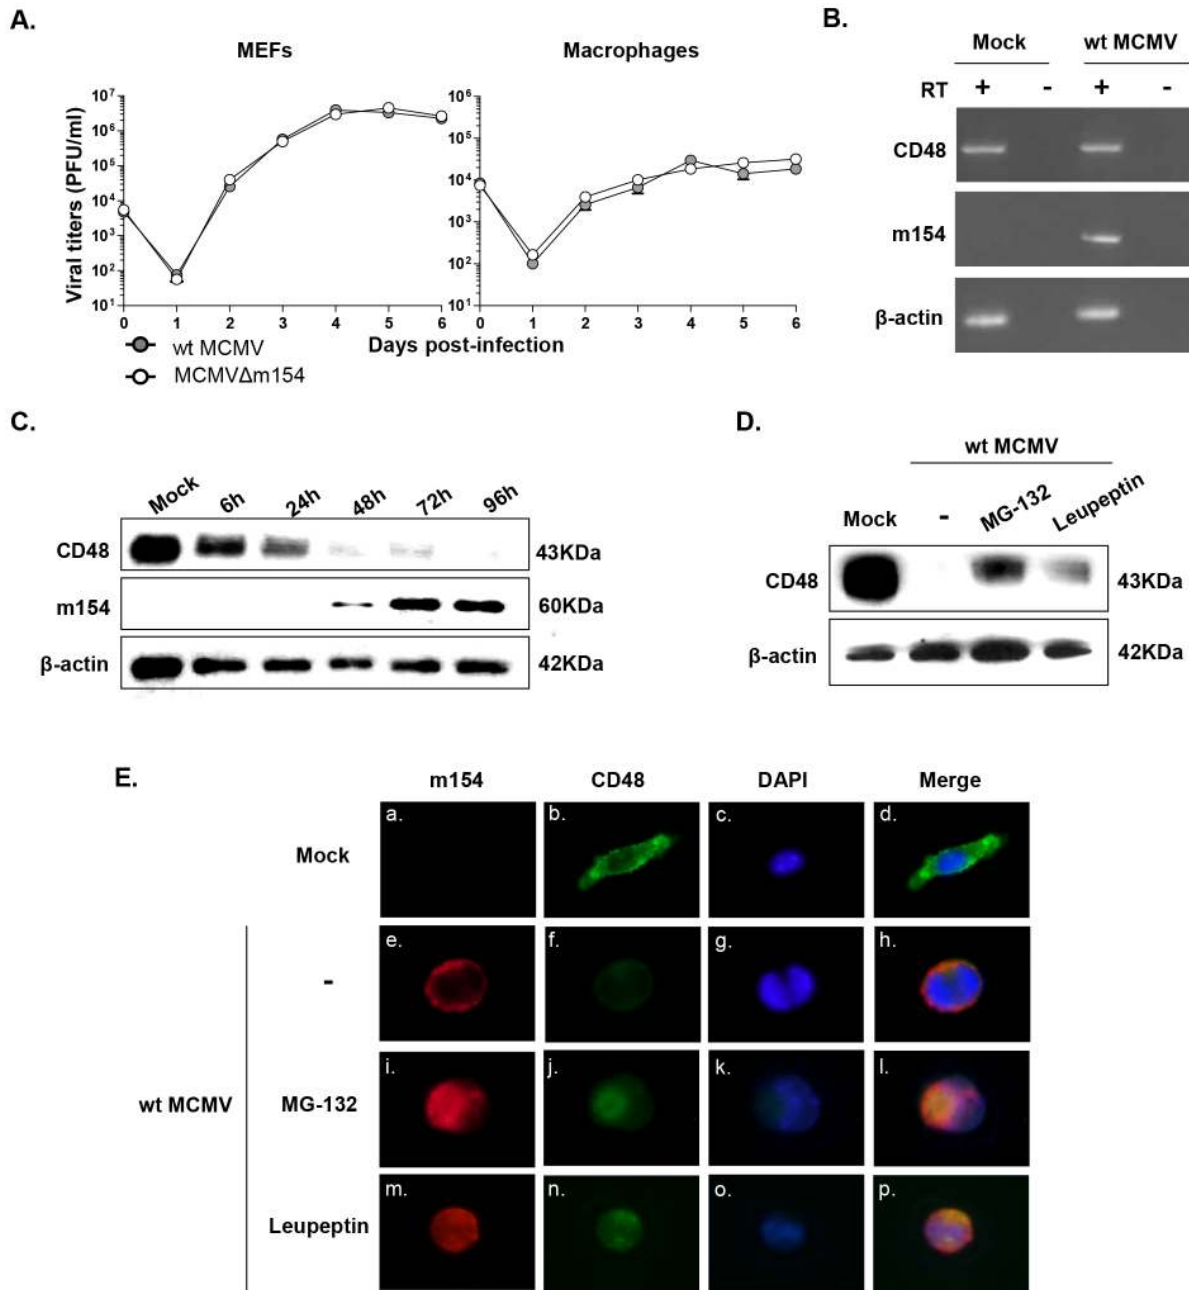 A.
MEFs
Macrophages
Viral titers (PFU/ml)
10⁷
10⁶
10⁵
10⁴
10³
10²
10¹
0 1 2 3 4 5 6
10⁶
10⁵
10⁴
10³
10²
10¹
0 1 2 3 4 5 6
Days post-infection
wt MCMV
MCMVΔm154
B.
Mock wt MCMV
RT + - + -
CD48
m154
β-actin
C.
Mock 6h 24h 48h 72h 96h
CD48 43KDa
m154 60KDa
β-actin 42KDa
D.
wt MCMV
Mock - MG-132 Leupeptin
CD48 43KDa
β-actin 42KDa
E.
m154 CD48 DAPI Merge
Mock
a. b. c. d.
wt MCMV
-
e. f. g. h.
MG-132
i. j. k. l.
Leupeptin
m. n. o. p.